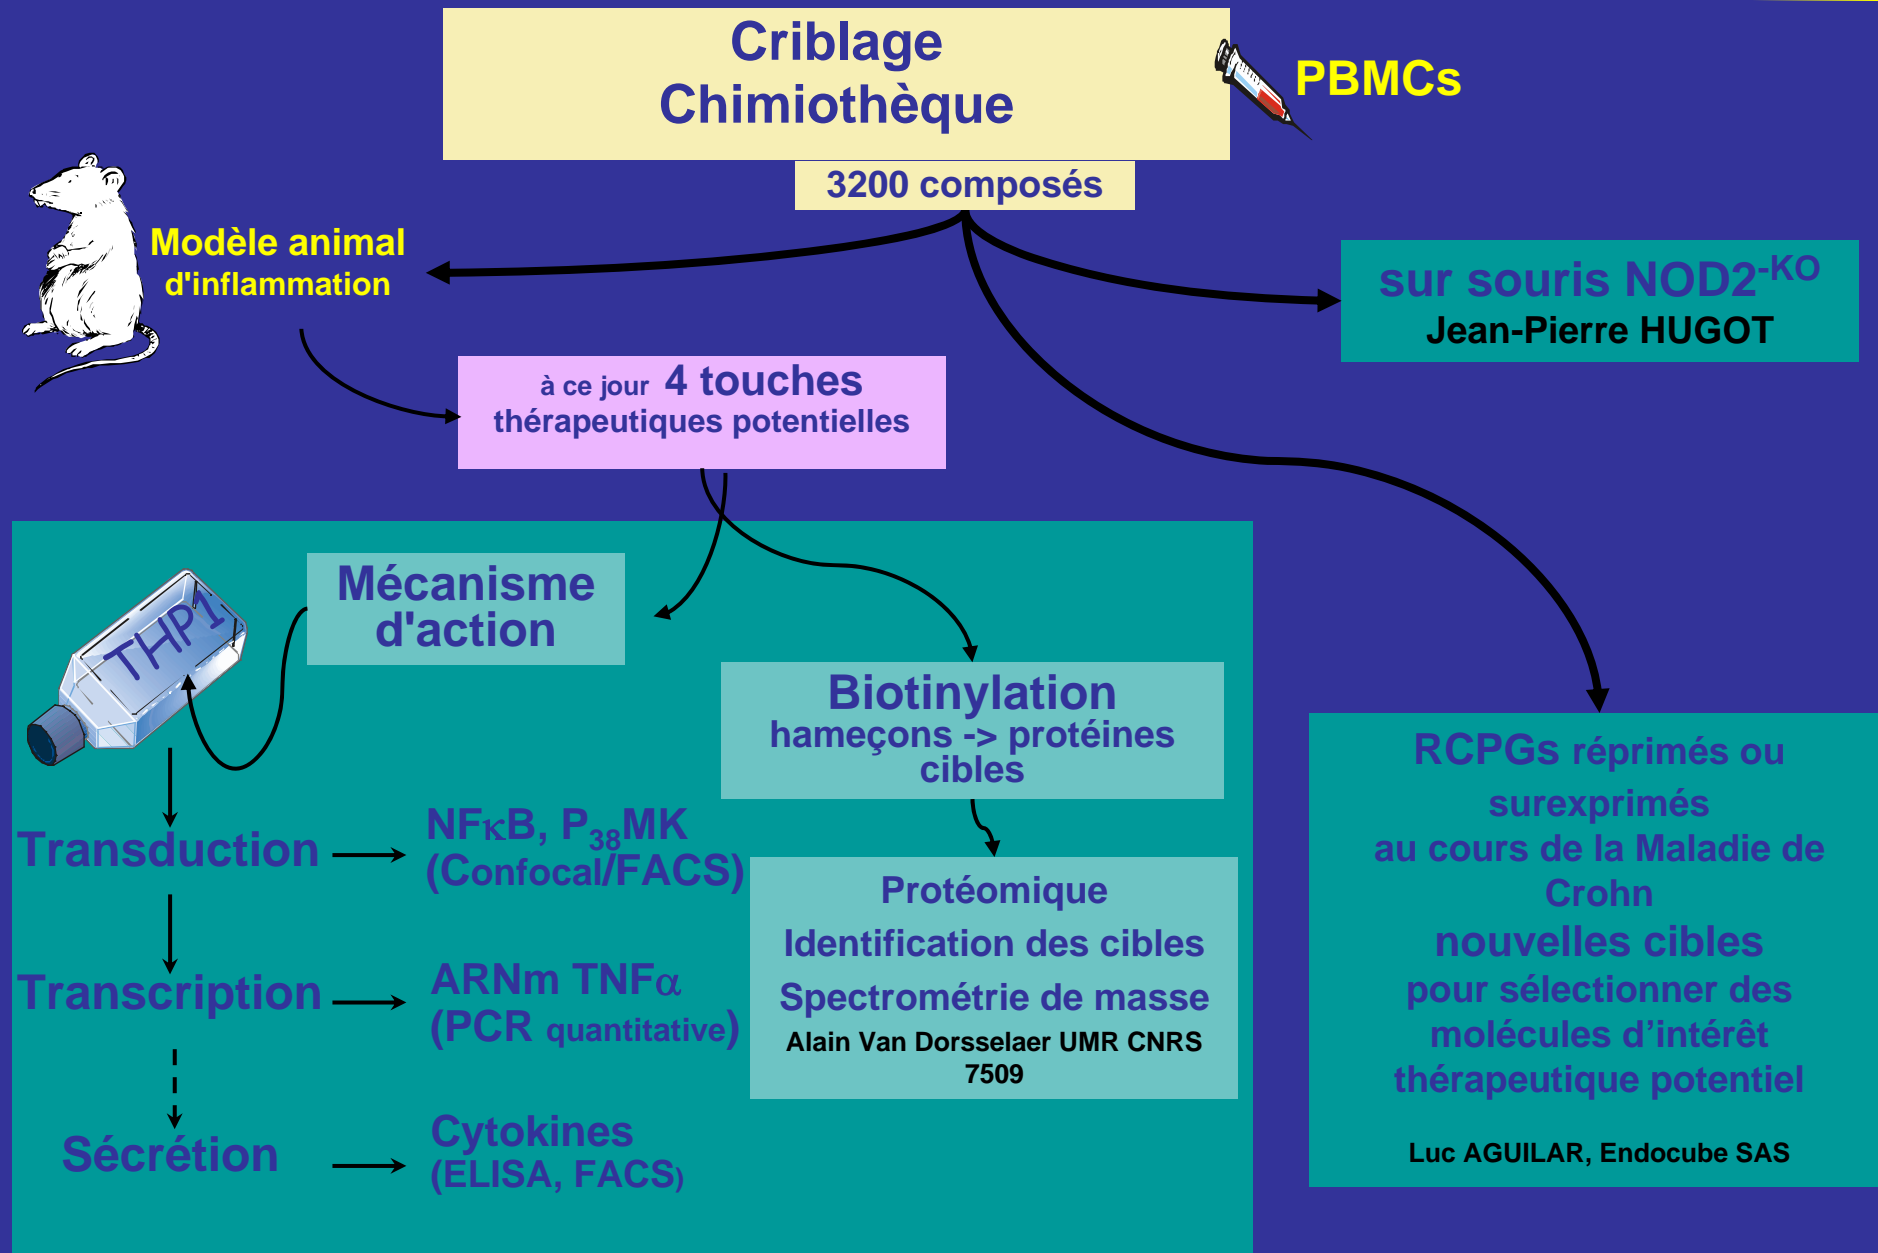 Criblage
Chimiothèque
PBMCs
3200 composés
Modèle animal
d'inflammation
sur souris NOD2-KO
Jean-Pierre HUGOT
à ce jour 4 touches
thérapeutiques potentielles
Mécanisme
d'action
THP1
Biotinylation
hameçons -> protéines
cibles
Transduction
NFκB, P38MK
(Confocal/FACS)
Transcription
ARNm TNFα
(PCR quantitative)
Sécrétion
Cytokines
(ELISA, FACS)
Protéomique
Identification des cibles
Spectrométrie de masse
Alain Van Dorsselaer UMR CNRS
7509
RCPGs réprimés ou
surexprimés
au cours de la Maladie de
Crohn
nouvelles cibles
pour sélectionner des
molécules d’intérêt
thérapeutique potentiel
Luc AGUILAR, Endocube SAS